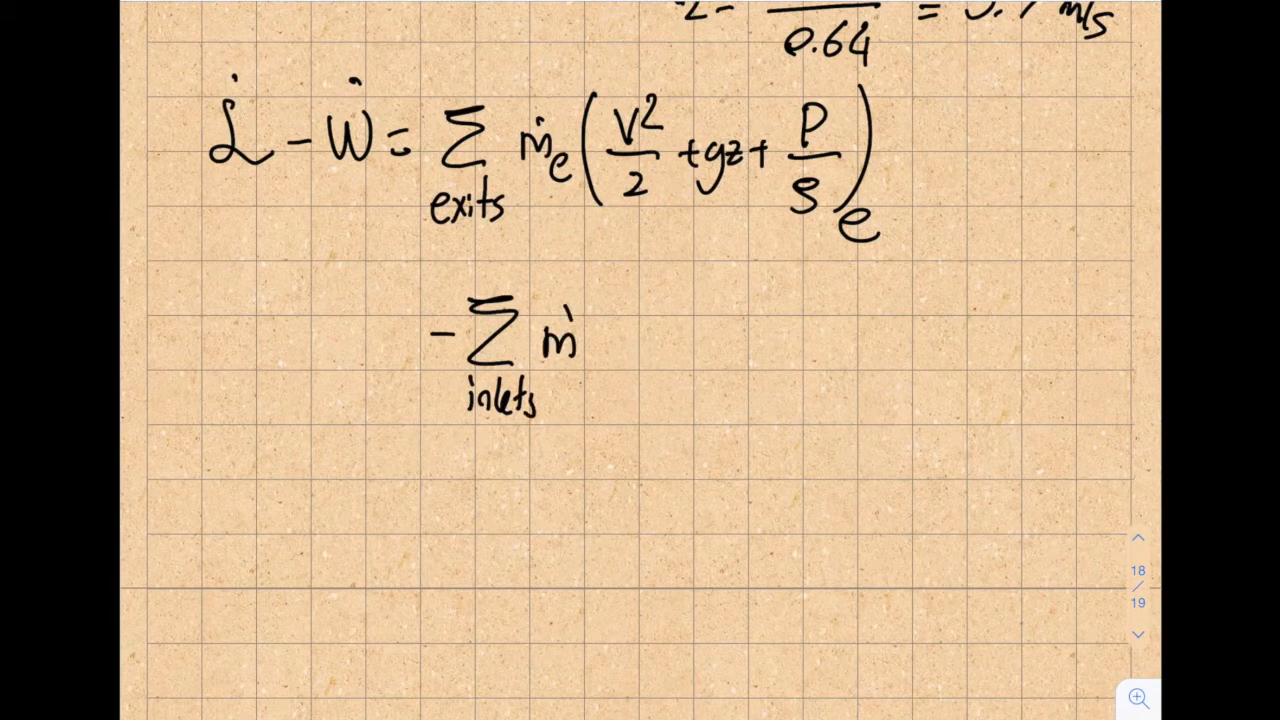 0.64 = m/s
L̇ - Ẇ = Σ ṁe (V²/2 + gz + P/ρ)e
exits
- Σ ṁ
inlets
18
/
19